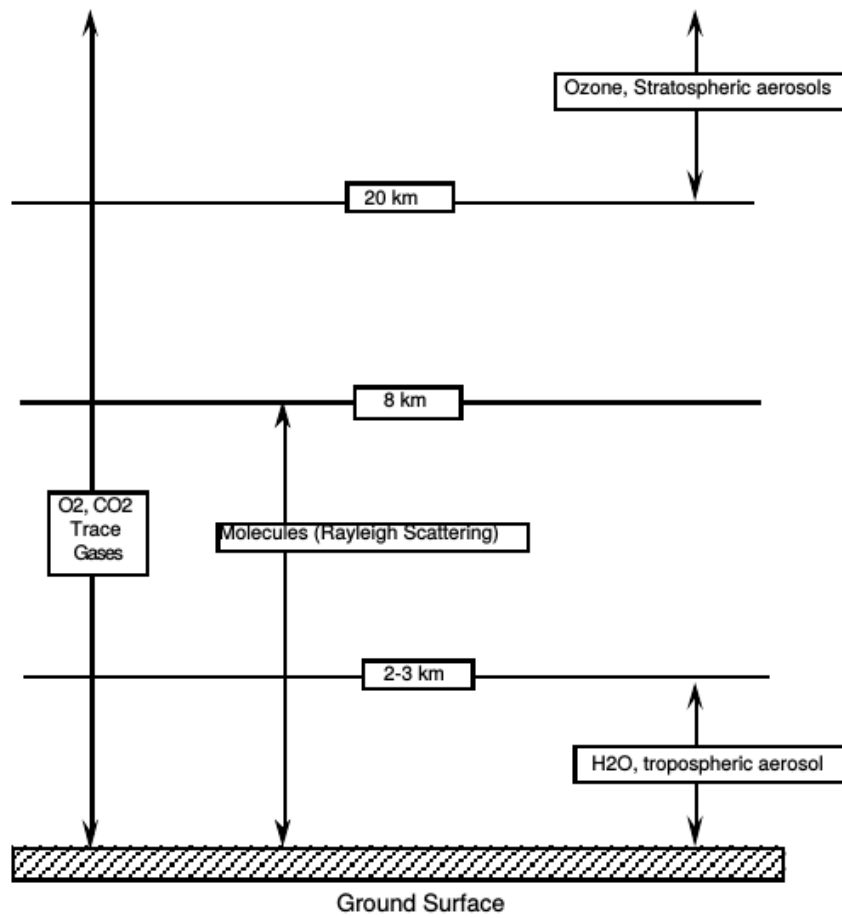 Ozone, Stratospheric aerosols
20 km
8 km
O2, CO2
Trace
Gases
Molecules (Rayleigh Scattering)
2-3 km
H2O, tropospheric aerosol
Ground Surface